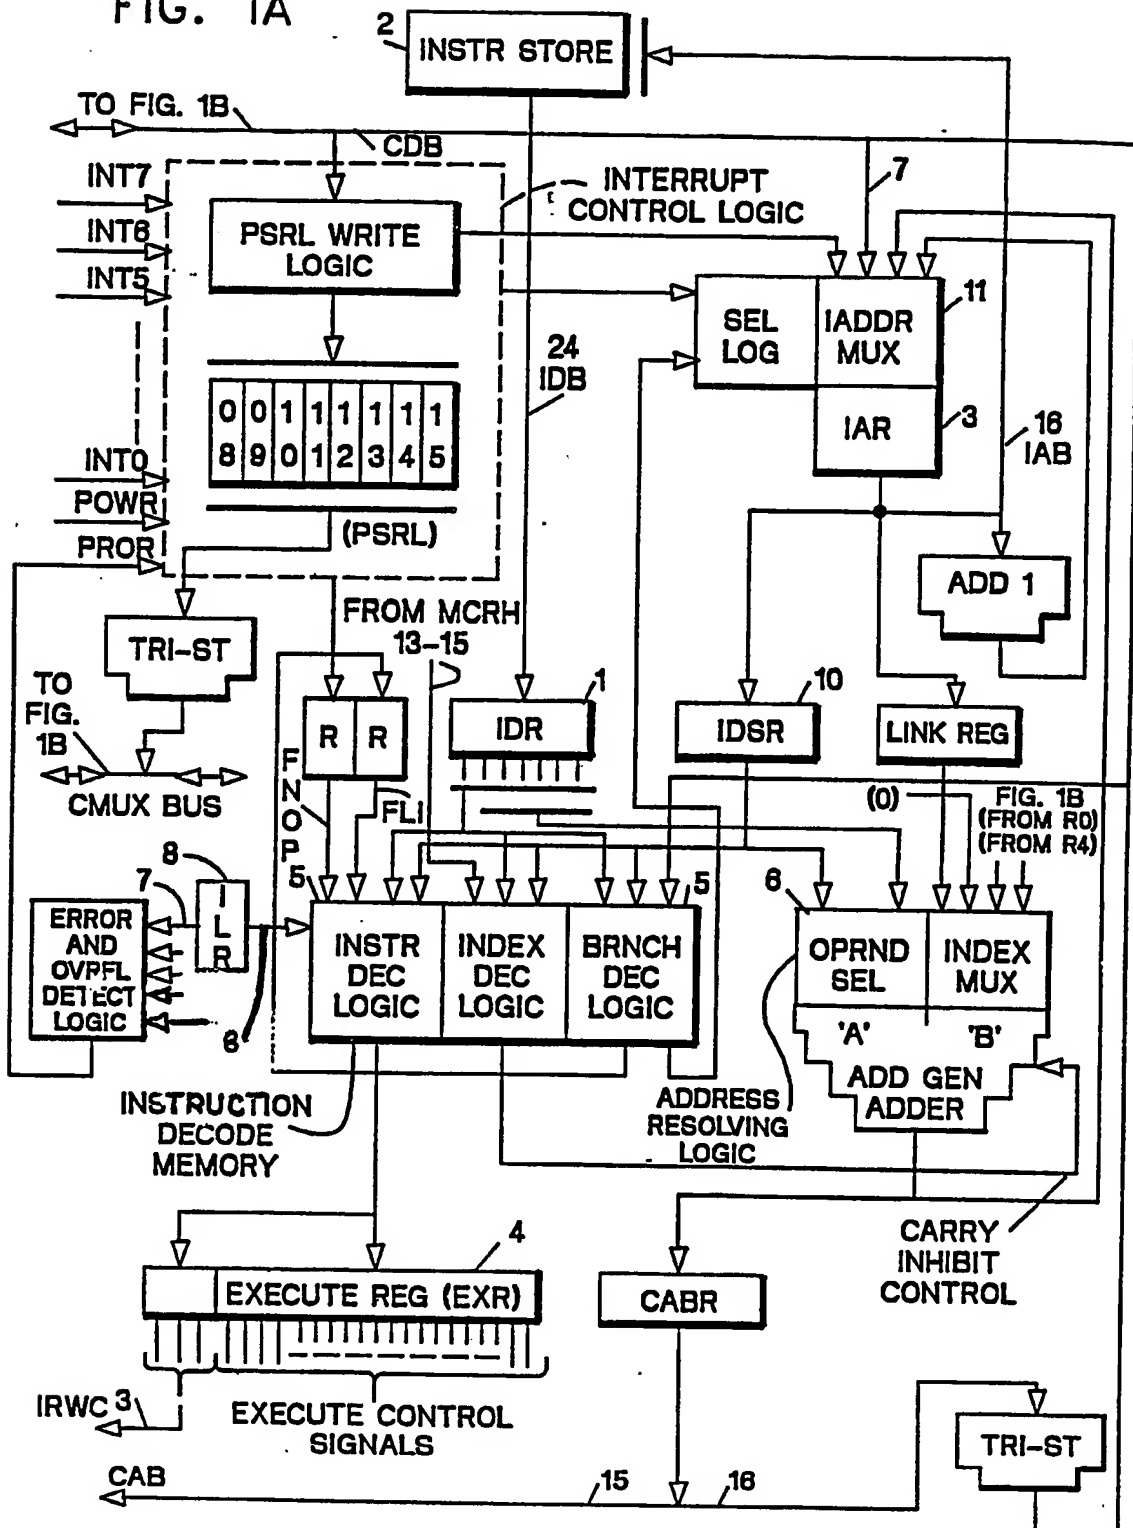 FIG. 1A
2
INSTR STORE
TO FIG. 1B
CDB
INT7
INT6
INT5
INT0
POWR
PROR
PSRL WRITE
LOGIC
INTERRUPT
CONTROL LOGIC
7
SEL
LOG
IADDR
MUX
11
IAR
3
24
IDB
16
IAB
0 0 1 1 1 1 1 1
8 9 0 1 2 3 4 5
(PSRL)
ADD 1
TRI-ST
FROM MCRH
13-15
TO
FIG.
1B
CMUX BUS
R R
FNOP
FLI
1
IDR
10
IDSR
LINK REG
(0)
FIG. 1B
(FROM R0)
(FROM R4)
8
ILR
7
6
5
5
6
ERROR
AND
OVPFL
DETECT
LOGIC
INSTR
DEC
LOGIC
INDEX
DEC
LOGIC
BRNCH
DEC
LOGIC
OPRND
SEL
INDEX
MUX
'A' 'B'
ADD GEN
ADDER
INSTRUCTION
DECODE
MEMORY
ADDRESS
RESOLVING
LOGIC
CARRY
INHIBIT
CONTROL
4
EXECUTE REG (EXR)
CABR
IRWC 3
EXECUTE CONTROL
SIGNALS
TRI-ST
CAB
15
16